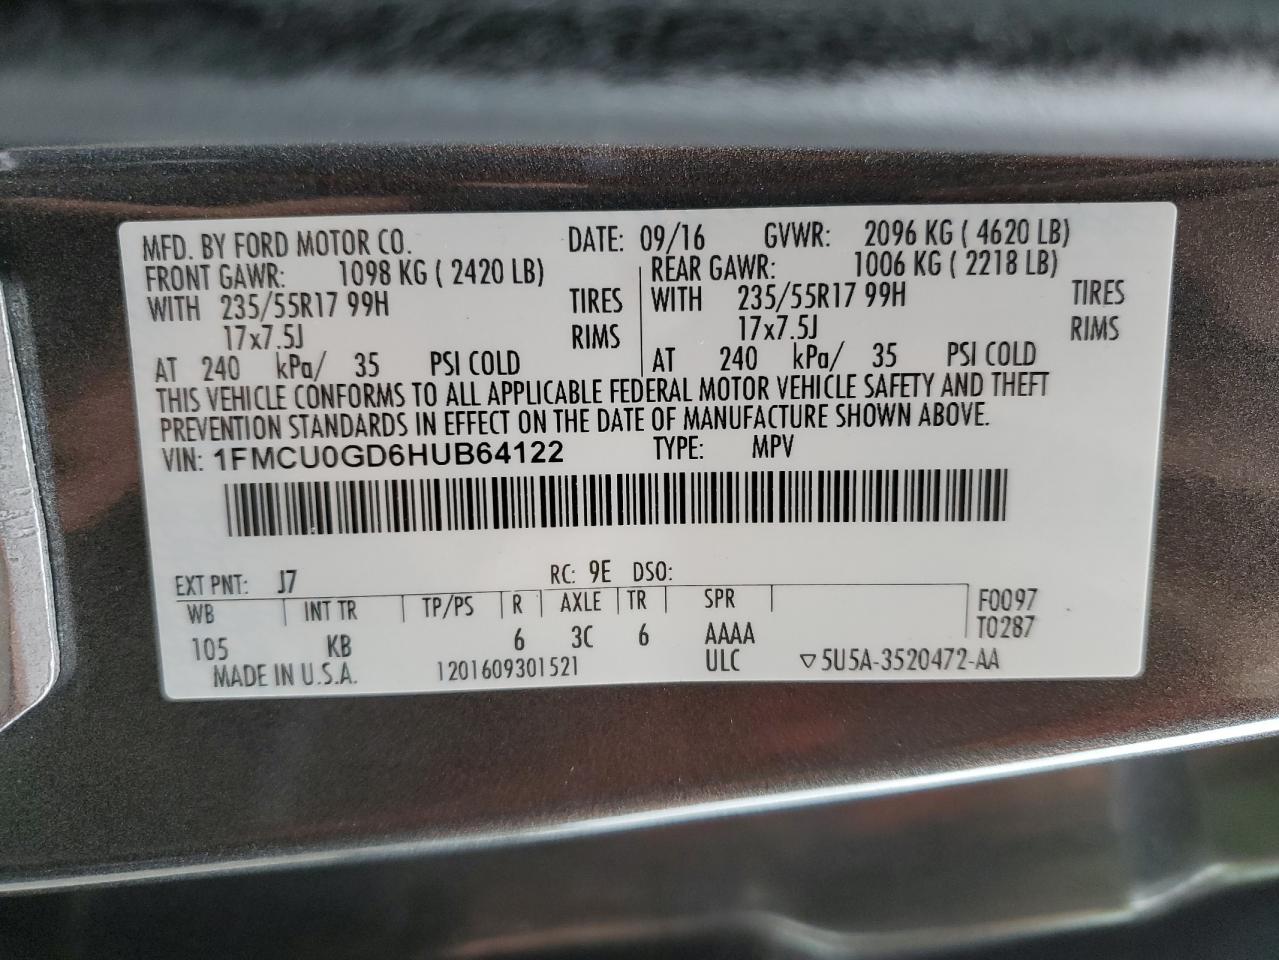 MFD. BY FORD MOTOR CO. DATE: 09/16 GVWR: 2096 KG ( 4620 LB)
FRONT GAWR: 1098 KG ( 2420 LB) REAR GAWR: 1006 KG ( 2218 LB)
WITH 235/55R17 99H TIRES WITH 235/55R17 99H TIRES
17x7.5J RIMS 17x7.5J RIMS
AT 240 kPa/ 35 PSI COLD AT 240 kPa/ 35 PSI COLD
THIS VEHICLE CONFORMS TO ALL APPLICABLE FEDERAL MOTOR VEHICLE SAFETY AND THEFT
PREVENTION STANDARDS IN EFFECT ON THE DATE OF MANUFACTURE SHOWN ABOVE.
VIN: 1FMCU0GD6HUB64122 TYPE: MPV
EXT PNT: J7 RC: 9E DSO:
WB INT TR TP/PS R AXLE TR SPR F0097
105 KB 6 3C 6 AAAA T0287
MADE IN U.S.A. 1201609301521 ULC ▽5U5A-3520472-AA